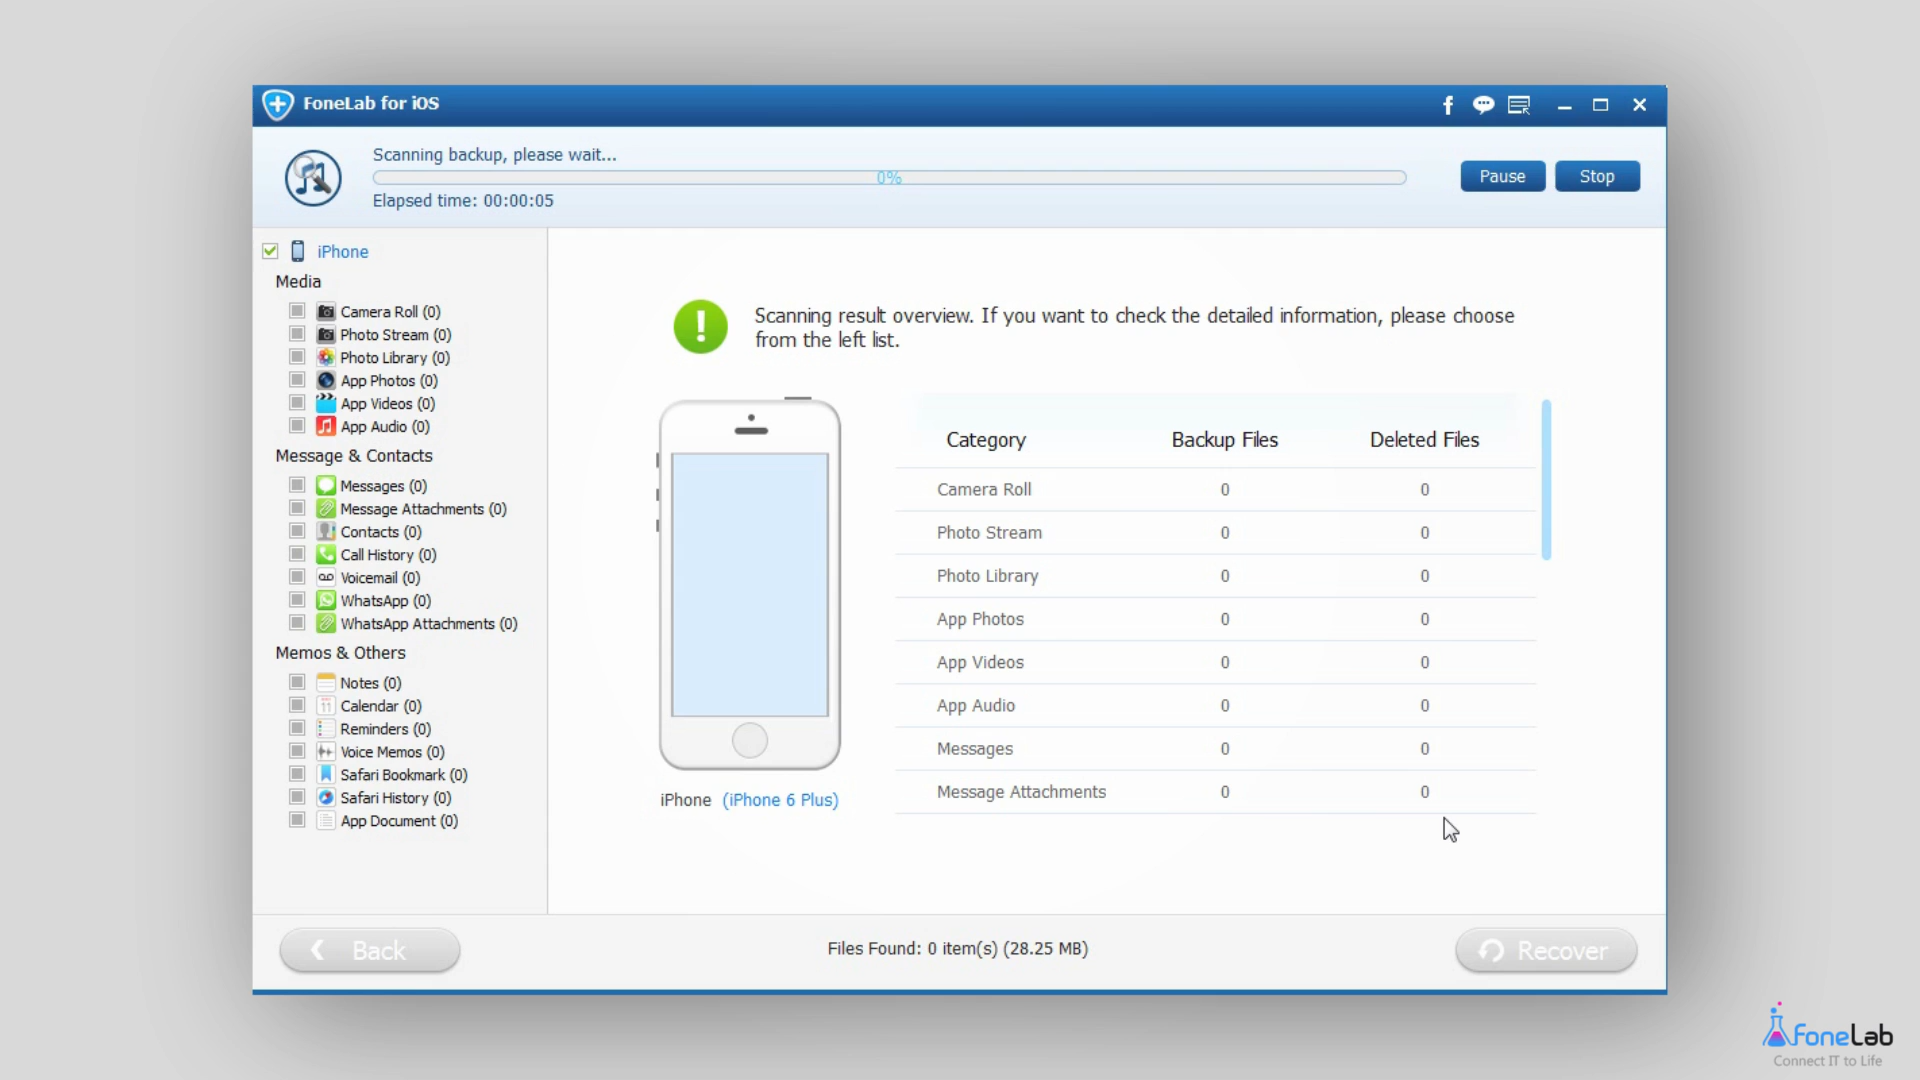 FoneLab for iOS
Scanning backup, please wait...
0%
Elapsed time: 00:00:05
Pause
Stop
iPhone
Media
Camera Roll (0)
Photo Stream (0)
Photo Library (0)
App Photos (0)
App Videos (0)
App Audio (0)
Message & Contacts
Messages (0)
Message Attachments (0)
Contacts (0)
Call History (0)
Voicemail (0)
WhatsApp (0)
WhatsApp Attachments (0)
Memos & Others
Notes (0)
Calendar (0)
Reminders (0)
Voice Memos (0)
Safari Bookmark (0)
Safari History (0)
App Document (0)
Scanning result overview. If you want to check the detailed information, please choose
from the left list.
iPhone (iPhone 6 Plus)
Category Backup Files Deleted Files
Camera Roll 0 0
Photo Stream 0 0
Photo Library 0 0
App Photos 0 0
App Videos 0 0
App Audio 0 0
Messages 0 0
Message Attachments 0 0
Back
Files Found: 0 item(s) (28.25 MB)
Recover
FoneLab
Connect IT to Life